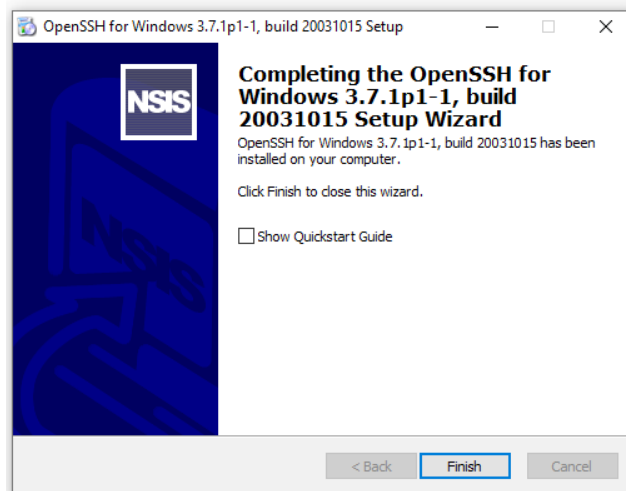 OpenSSH for Windows 3.7.1p1-1, build 20031015 Setup
NSIS
Completing the OpenSSH for
Windows 3.7.1p1-1, build
20031015 Setup Wizard
OpenSSH for Windows 3.7.1p1-1, build 20031015 has been
installed on your computer.
Click Finish to close this wizard.
Show Quickstart Guide
NSIS
< Back Finish Cancel